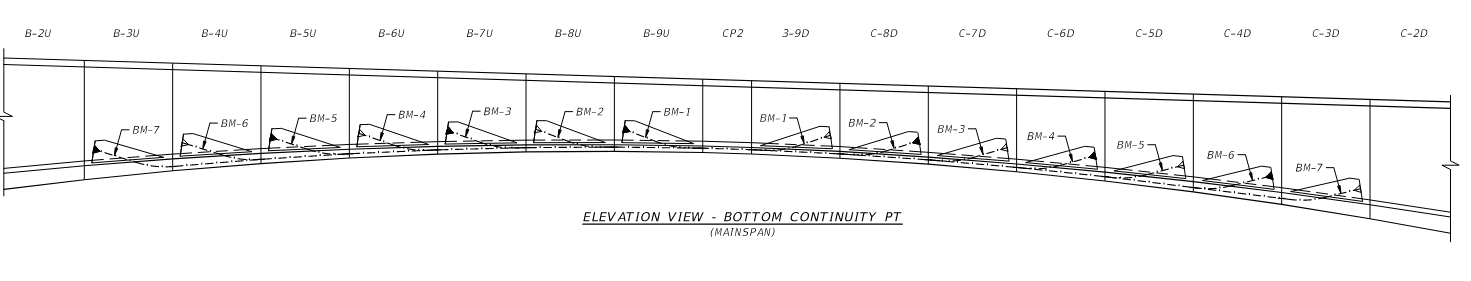 B-2U B-3U B-4U B-5U B-6U B-7U B-8U B-9U CP2 3-9D C-8D C-7D C-6D C-5D C-4D C-3D C-2D
BM-7 BM-6 BM-5 BM-4 BM-3 BM-2 BM-1 BM-1 BM-2 BM-3 BM-4 BM-5 BM-6 BM-7
ELEVATION VIEW - BOTTOM CONTINUITY PT
(MAINSPAN)